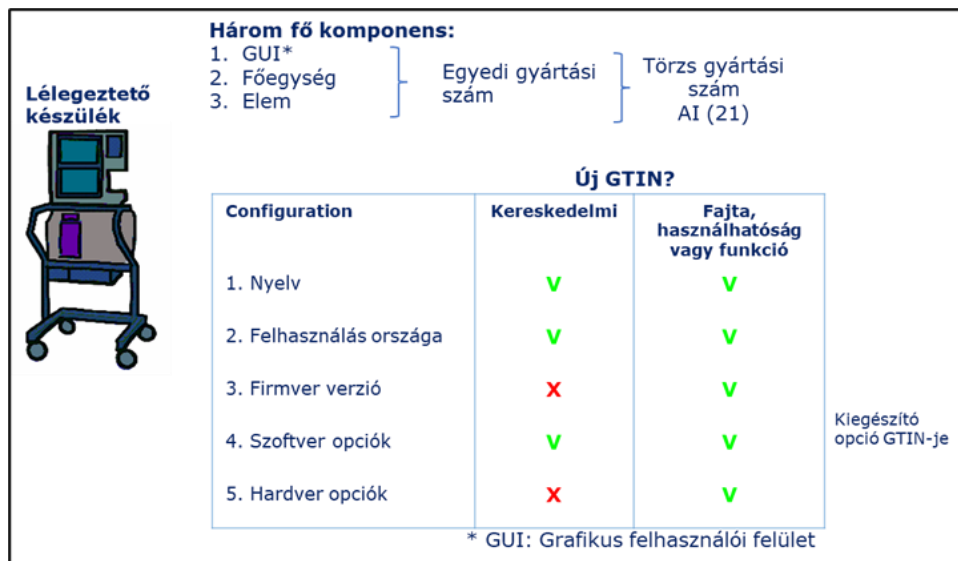 Három fő komponens:
1. GUI*
2. Főegység
3. Elem
Egyedi gyártási
szám
Törzs gyártási
szám
AI (21)
Lélegeztető
készülék
Új GTIN?
Configuration
Kereskedelmi
Fajta,
használhatóság
vagy funkció
1. Nyelv V V
2. Felhasználás országa V V
3. Firmver verzió X V
4. Szoftver opciók V V
5. Hardver opciók X V
Kiegészítő
opció GTIN-je
* GUI: Grafikus felhasználói felület